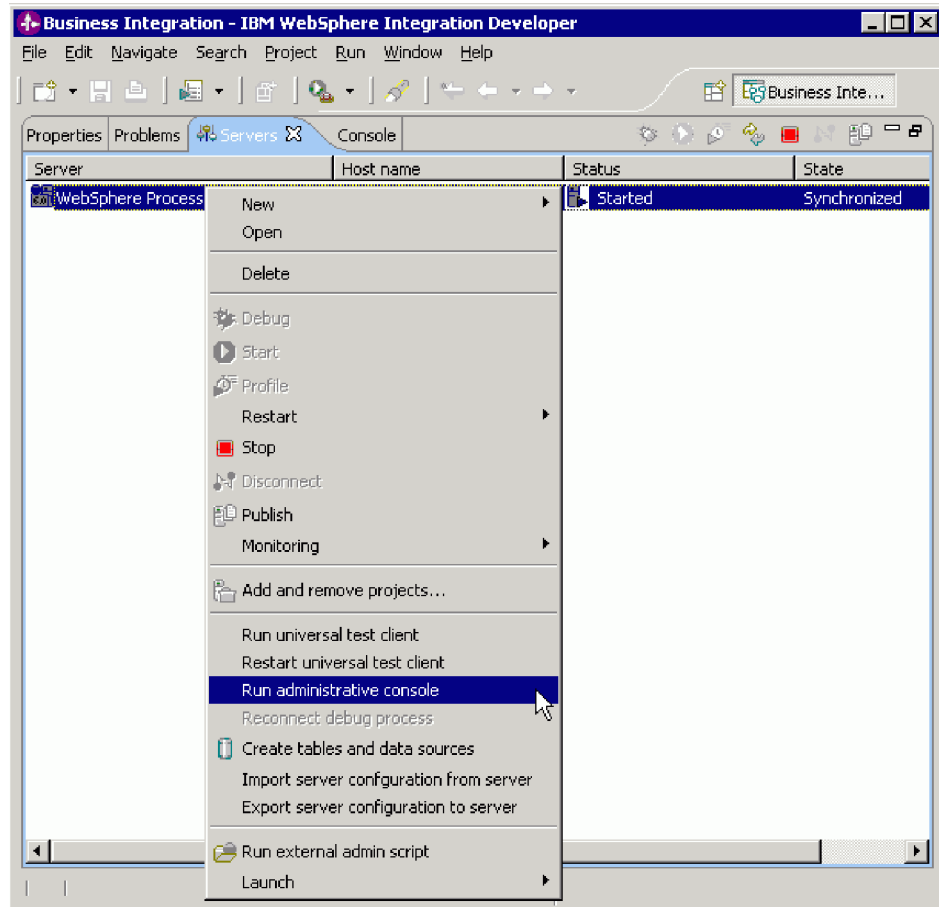 Business Integration - IBM WebSphere Integration Developer
File Edit Navigate Search Project Run Window Help
Business Inte...
Properties Problems Servers Console
Server Host name Status State
WebSphere Process Started Synchronized
New
Open
Delete
Debug
Start
Profile
Restart
Stop
Disconnect
Publish
Monitoring
Add and remove projects...
Run universal test client
Restart universal test client
Run administrative console
Reconnect debug process
Create tables and data sources
Import server confguration from server
Export server configuration to server
Run external admin script
Launch